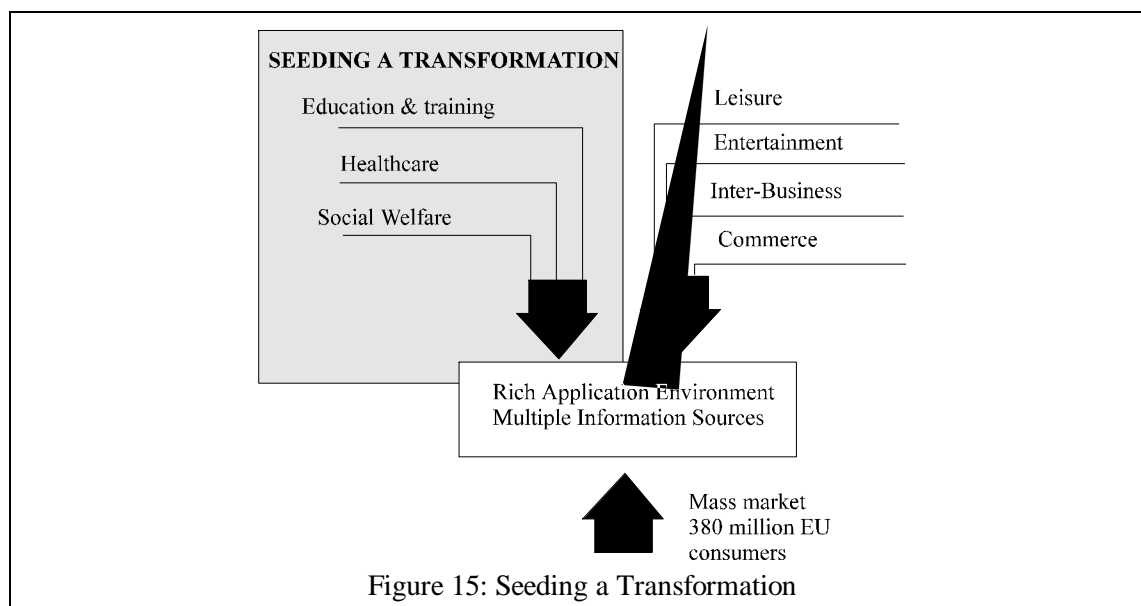 SEEDING A TRANSFORMATION
Education & training
Healthcare
Social Welfare
Leisure
Entertainment
Inter-Business
Commerce
Rich Application Environment
Multiple Information Sources
Mass market
380 million EU
consumers
Figure 15: Seeding a Transformation